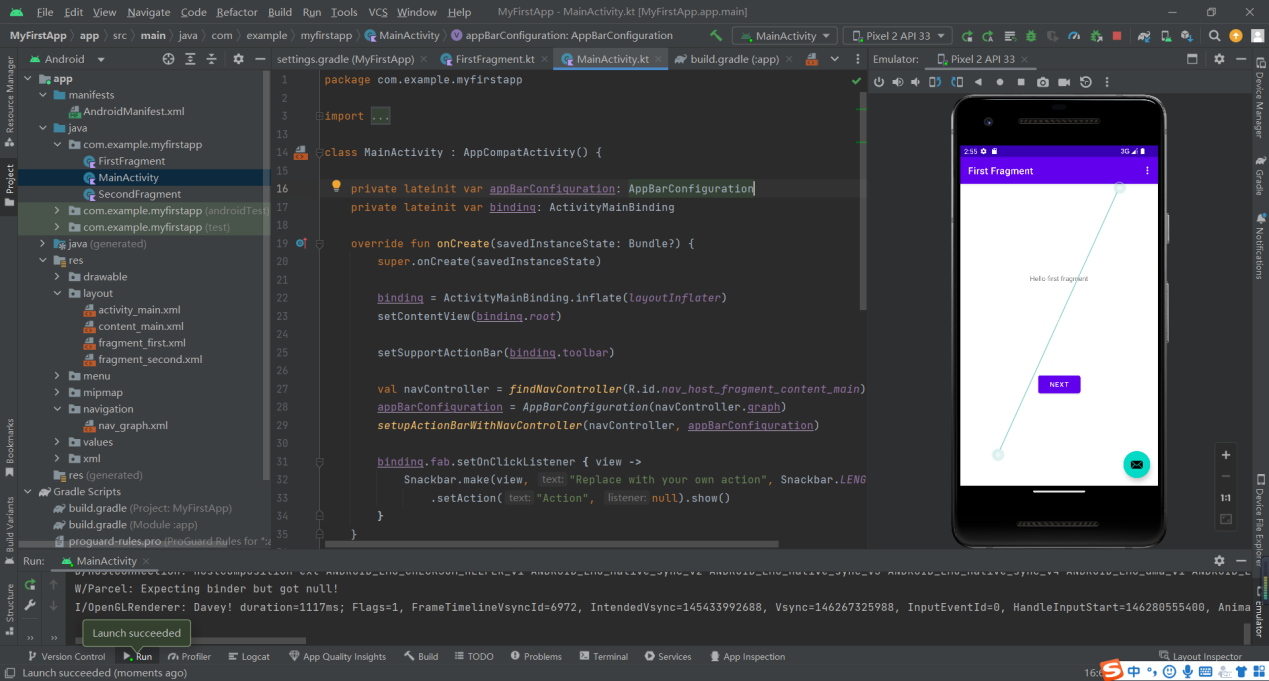 File Edit View Navigate Code Refactor Build Run Tools VCS Window Help MyFirstApp - MainActivity.kt [MyFirstApp.app.main]
MyFirstApp app src main java com example myfirstapp MainActivity appBarConfiguration: AppBarConfiguration MainActivity Pixel 2 API 33
Android settings.gradle (MyFirstApp) FirstFragment.kt MainActivity.kt build.gradle (:app) Emulator: Pixel 2 API 33
Resource Manager
Project
Bookmarks
Build Variants
Structure
app
manifests
AndroidManifest.xml
java
com.example.myfirstapp
FirstFragment
MainActivity
SecondFragment
com.example.myfirstapp (androidTest)
com.example.myfirstapp (test)
java (generated)
res
drawable
layout
activity_main.xml
content_main.xml
fragment_first.xml
fragment_second.xml
menu
mipmap
navigation
nav_graph.xml
values
xml
res (generated)
Gradle Scripts
build.gradle (Project: MyFirstApp)
build.gradle (Module :app)
proguard-rules.pro (ProGuard Rules for ":a
1 package com.example.myfirstapp
2
3 import ...
13
14 class MainActivity : AppCompatActivity() {
15
16 private lateinit var appBarConfiguration: AppBarConfiguration
17 private lateinit var binding: ActivityMainBinding
18
19 override fun onCreate(savedInstanceState: Bundle?) {
20 super.onCreate(savedInstanceState)
21
22 binding = ActivityMainBinding.inflate(layoutInflater)
23 setContentView(binding.root)
24
25 setSupportActionBar(binding.toolbar)
26
27 val navController = findNavController(R.id.nav_host_fragment_content_main)
28 appBarConfiguration = AppBarConfiguration(navController.graph)
29 setupActionBarWithNavController(navController, appBarConfiguration)
30
31 binding.fab.setOnClickListener { view ->
32 Snackbar.make(view, text: "Replace with your own action", Snackbar.LENG
33 .setAction( text: "Action", listener: null).show()
34 }
35 }
2:55 3G
First Fragment
Hello first fragment
NEXT
1:1
Device Manager
Gradle
Notifications
Device File Explorer
Emulator
Run: MainActivity
W/Parcel: Expecting binder but got null!
I/OpenGLRenderer: Davey! duration=1117ms; Flags=1, FrameTimelineVsyncId=6972, IntendedVsync=145433992688, Vsync=146267325988, InputEventId=0, HandleInputStart=146280555400, Anima
Launch succeeded
Version Control Run Profiler Logcat App Quality Insights Build TODO Problems Terminal Services App Inspection Layout Inspector
Launch succeeded (moments ago) 16:6
中